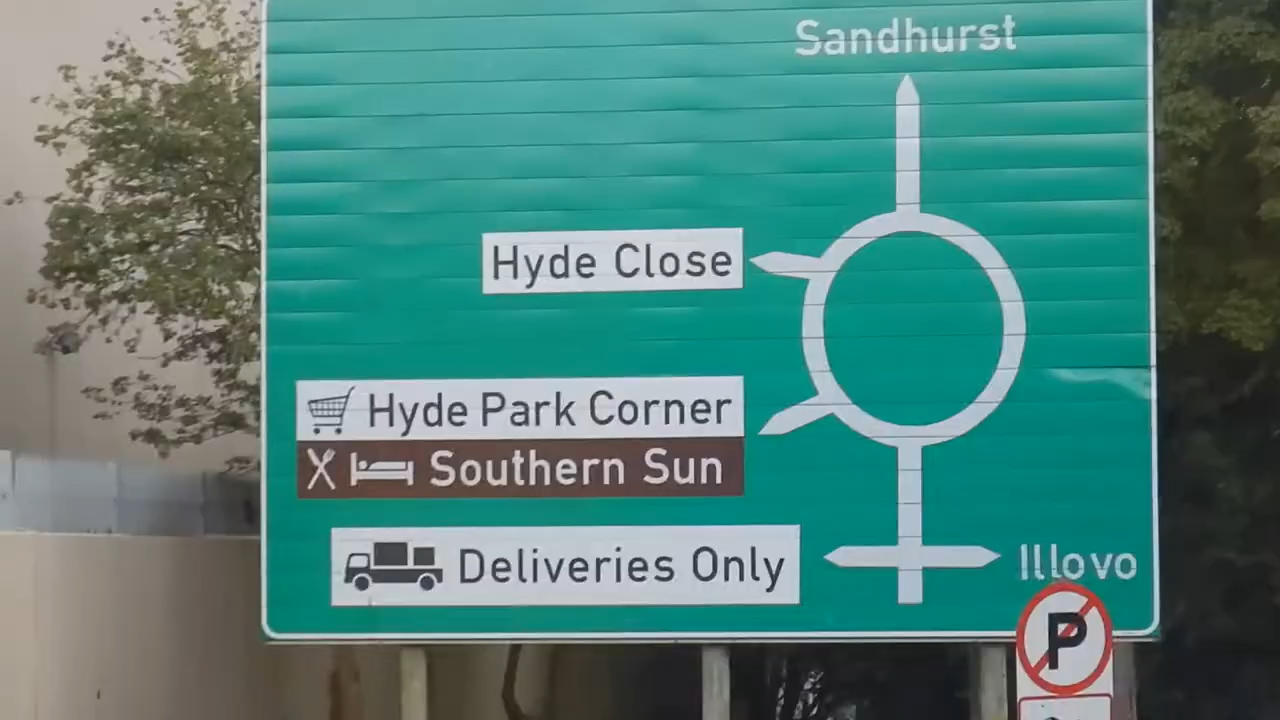 Sandhurst
Hyde Close
Hyde Park Corner
Southern Sun
Deliveries Only
Illovo
P